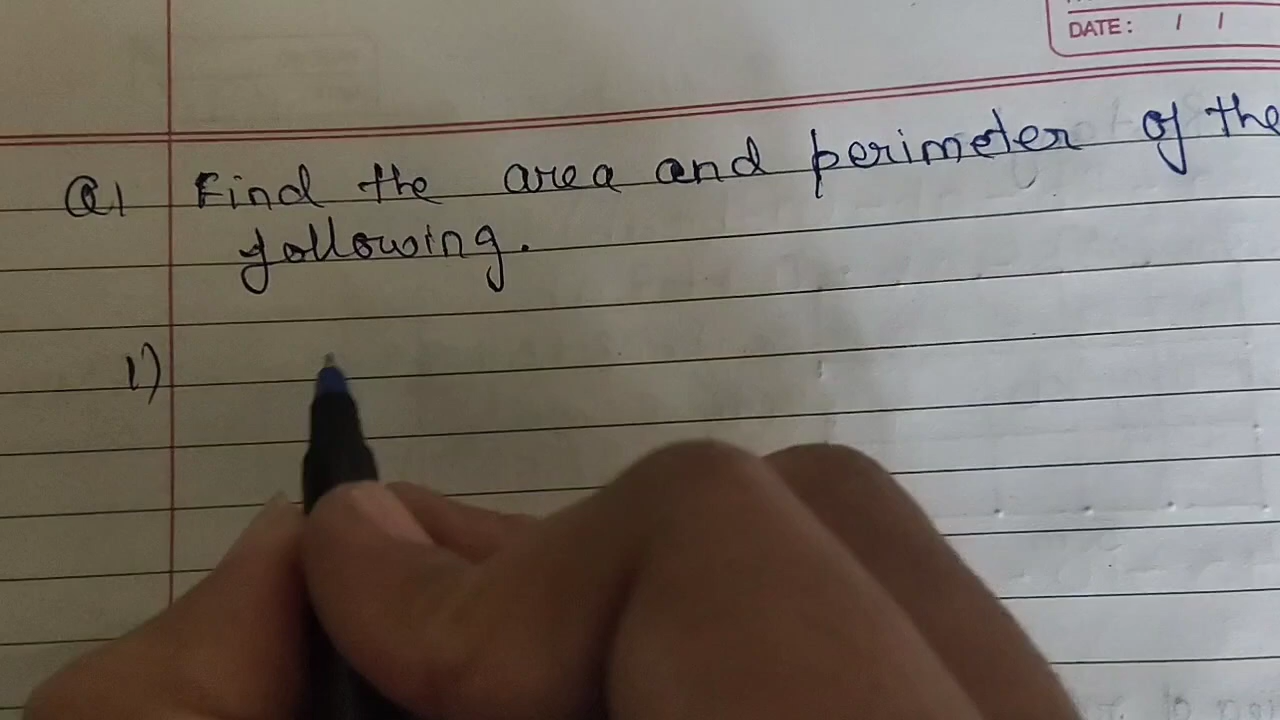 DATE: / /
Q1 Find the area and perimeter of the
following.
1)